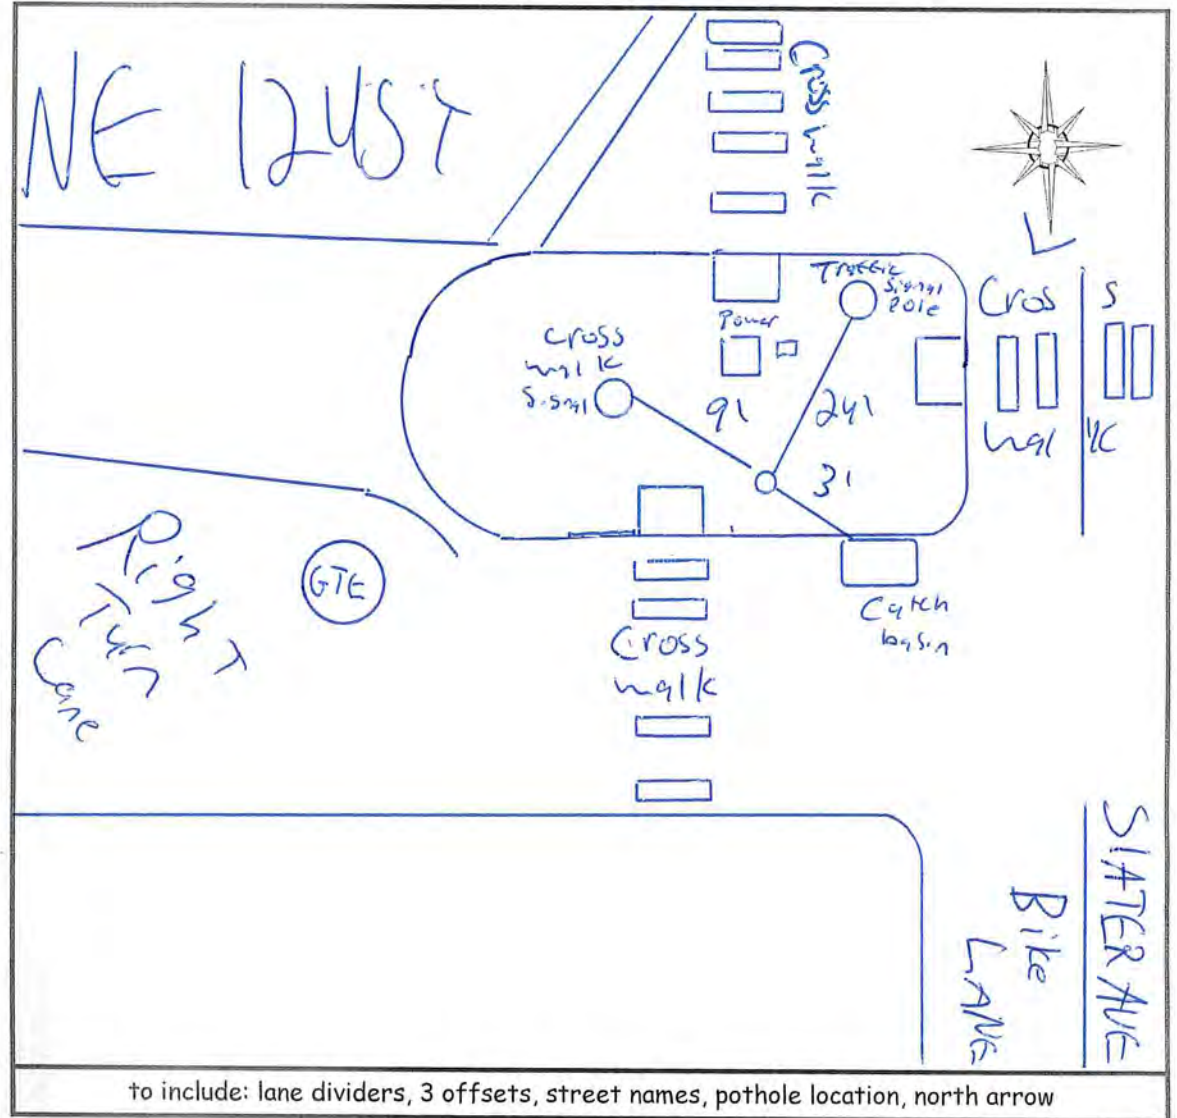 NE 124ST
Cross walk
Traffic
Signal
Pole
Cros s
wal k
Power
Cross
walk
Signal
9'
24'
3'
Right
Turn
Lane
GTE
Catch
basin
Cross
walk
SlATER AVE
Bike
LANE
to include: lane dividers, 3 offsets, street names, pothole location, north arrow